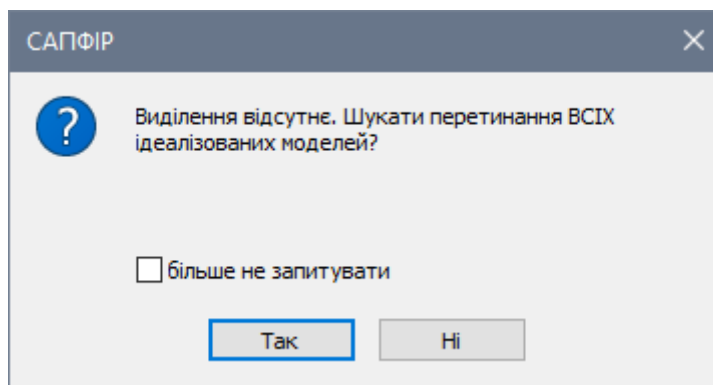 САПФІР
Виділення відсутнє. Шукати перетинання ВСІХ
ідеалізованих моделей?
більше не запитувати
Так
Ні